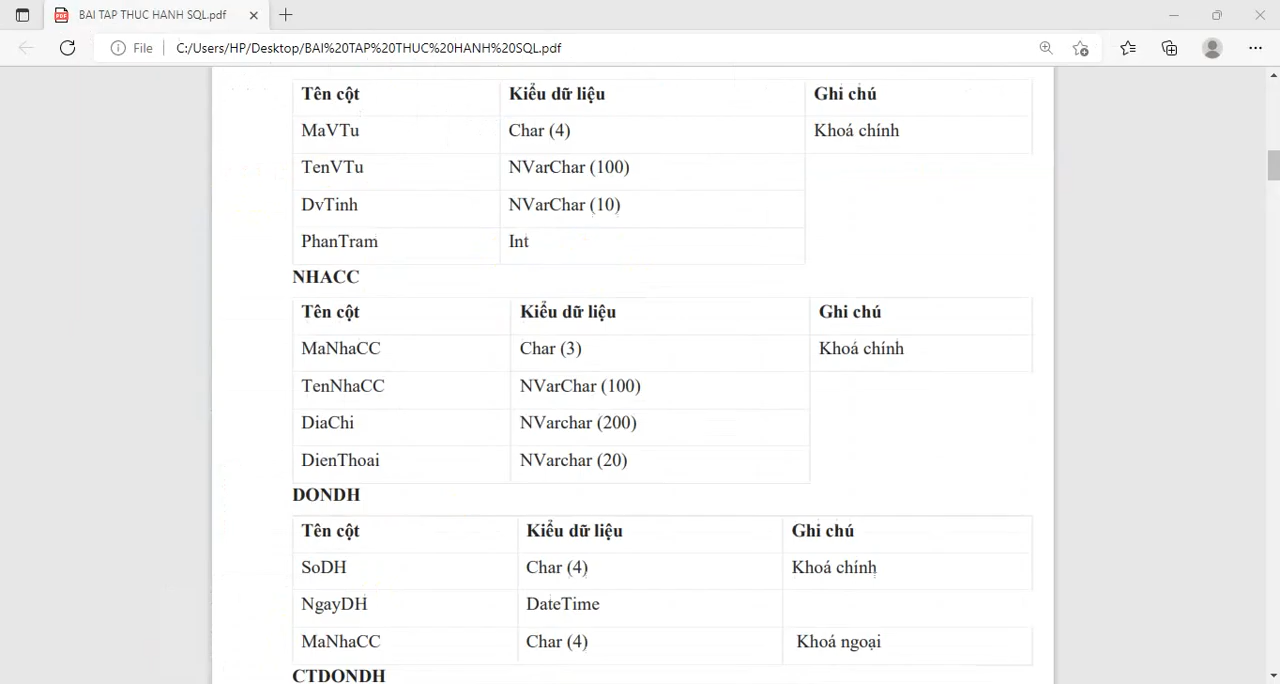 BAI TAP THUC HANH SQL.pdf
File C:/Users/HP/Desktop/BAI%20TAP%20THUC%20HANH%20SQL.pdf
Tên cột Kiểu dữ liệu Ghi chú
MaVTu Char (4) Khoá chính
TenVTu NVarChar (100)
DvTinh NVarChar (10)
PhanTram Int
NHACC
Tên cột Kiểu dữ liệu Ghi chú
MaNhaCC Char (3) Khoá chính
TenNhaCC NVarChar (100)
DiaChi NVarchar (200)
DienThoai NVarchar (20)
DONDH
Tên cột Kiểu dữ liệu Ghi chú
SoDH Char (4) Khoá chính
NgayDH DateTime
MaNhaCC Char (4) Khoá ngoại
CTDONDH